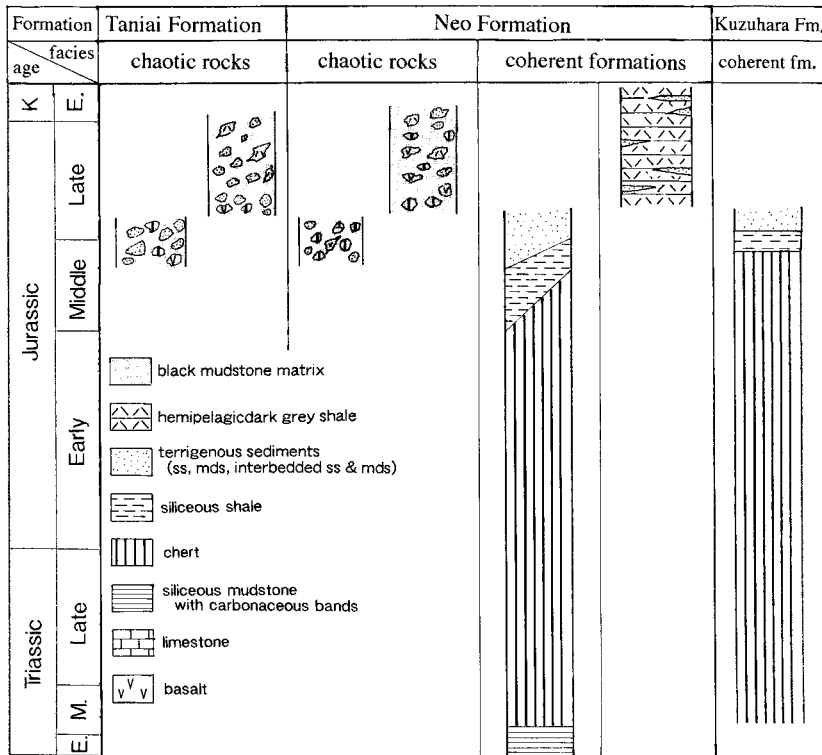 Formation
Taniai Formation
Neo Formation
Kuzuhara Fm.
facies
age
chaotic rocks
chaotic rocks
coherent formations
coherent fm.
K
E.
Jurassic
Late
Middle
Early
Triassic
Late
M.
E.
black mudstone matrix
hemipelagicdark grey shale
terrigenous sediments
(ss, mds, interbedded ss & mds)
siliceous shale
chert
siliceous mudstone
with carbonaceous bands
limestone
basalt